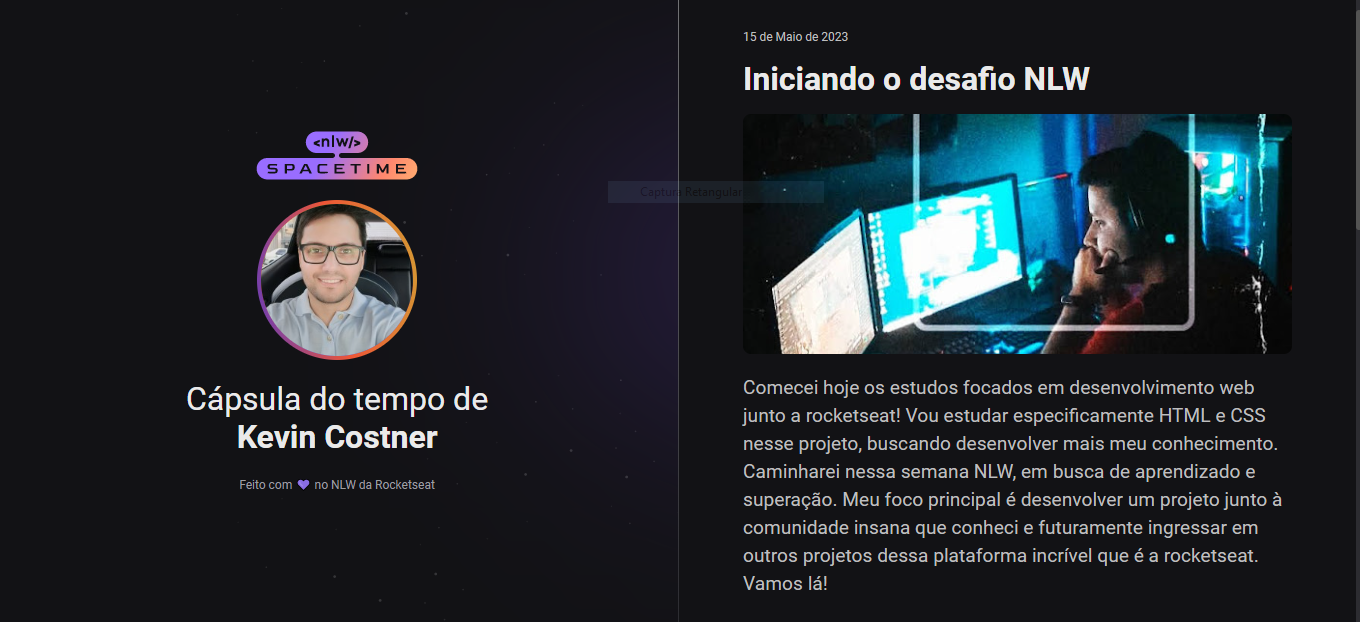 <nlw/>
SPACETIME
Cápsula do tempo de
Kevin Costner
Feito com 💜 no NLW da Rocketseat
Captura Retangular
15 de Maio de 2023
Iniciando o desafio NLW
Comecei hoje os estudos focados em desenvolvimento web
junto a rocketseat! Vou estudar especificamente HTML e CSS
nesse projeto, buscando desenvolver mais meu conhecimento.
Caminharei nessa semana NLW, em busca de aprendizado e
superação. Meu foco principal é desenvolver um projeto junto à
comunidade insana que conheci e futuramente ingressar em
outros projetos dessa plataforma incrível que é a rocketseat.
Vamos lá!